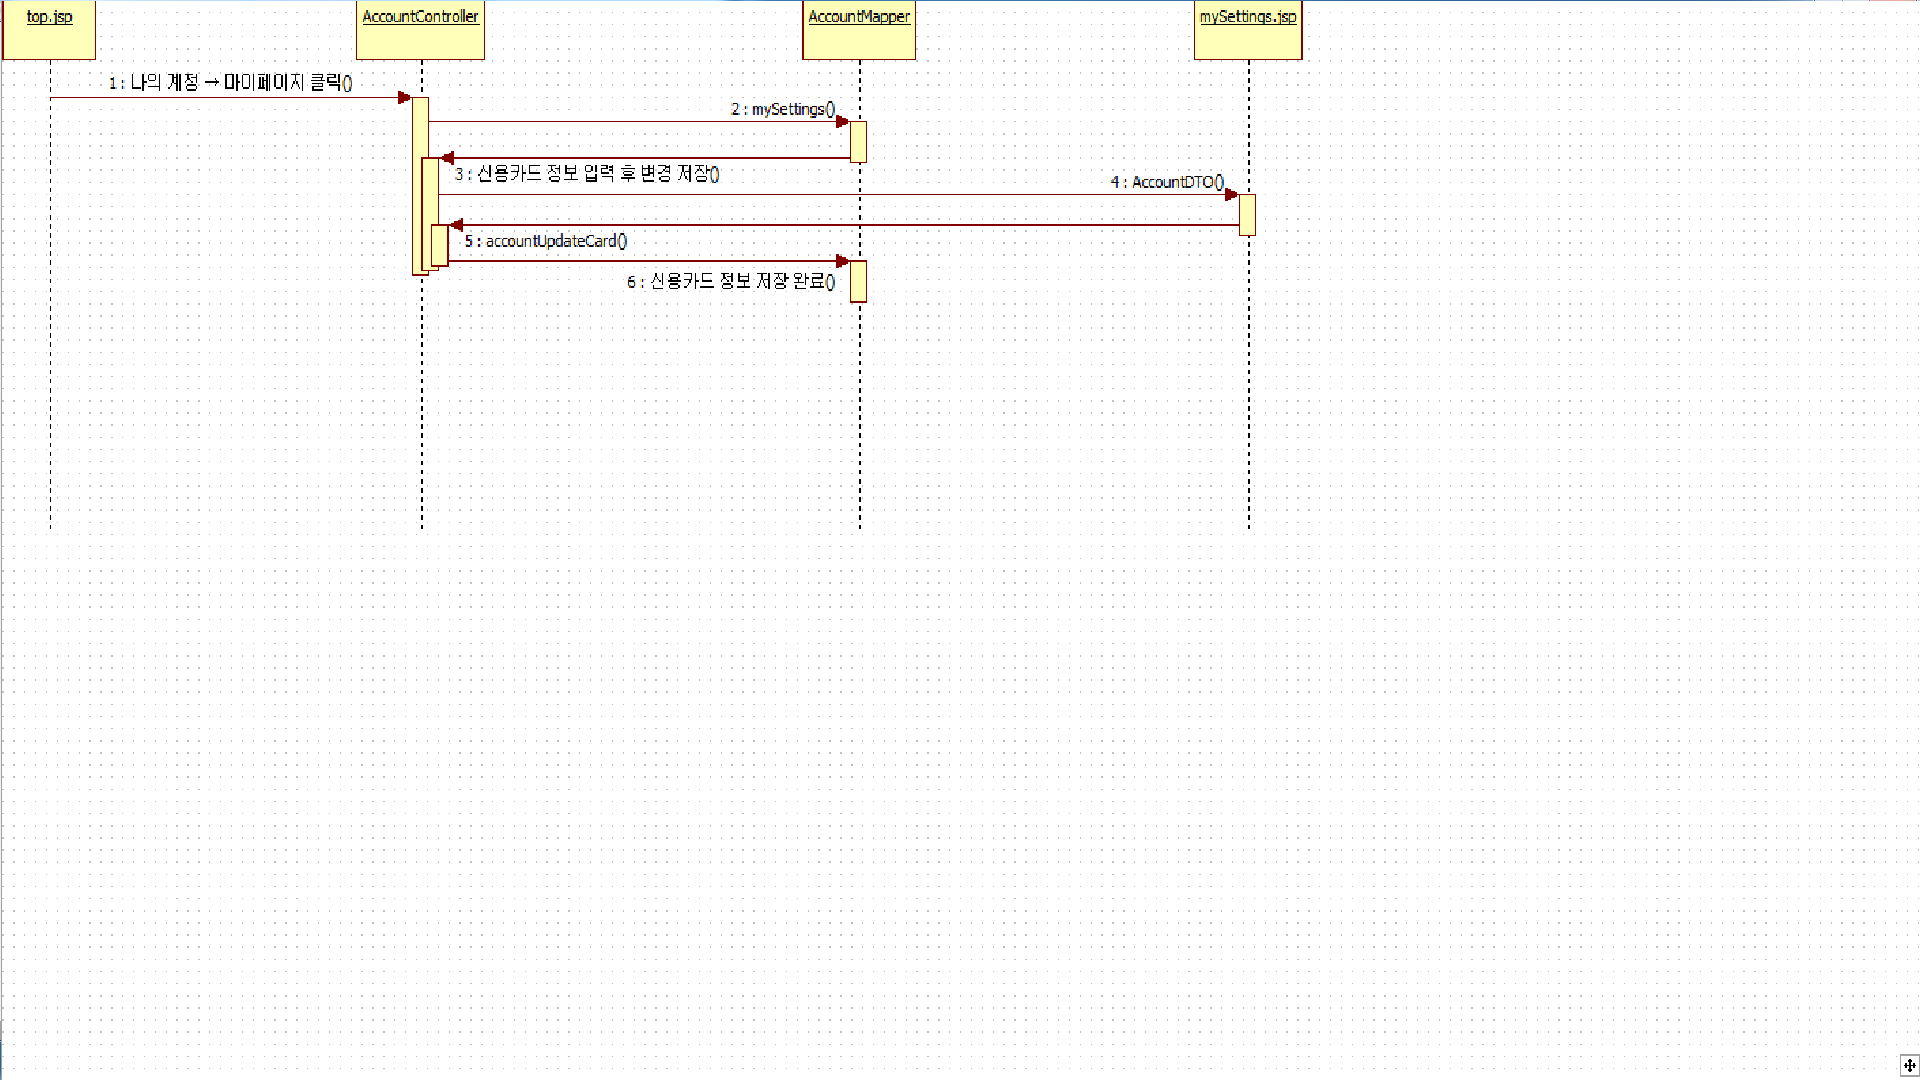 top.jsp
AccountController
AccountMapper
mySettings.jsp
1 : 나의 계정 → 마이페이지 클릭()
2 : mySettings()
3 : 신용카드 정보 입력 후 변경 저장()
4 : AccountDTO()
5 : accountUpdateCard()
6 : 신용카드 정보 저장 완료()